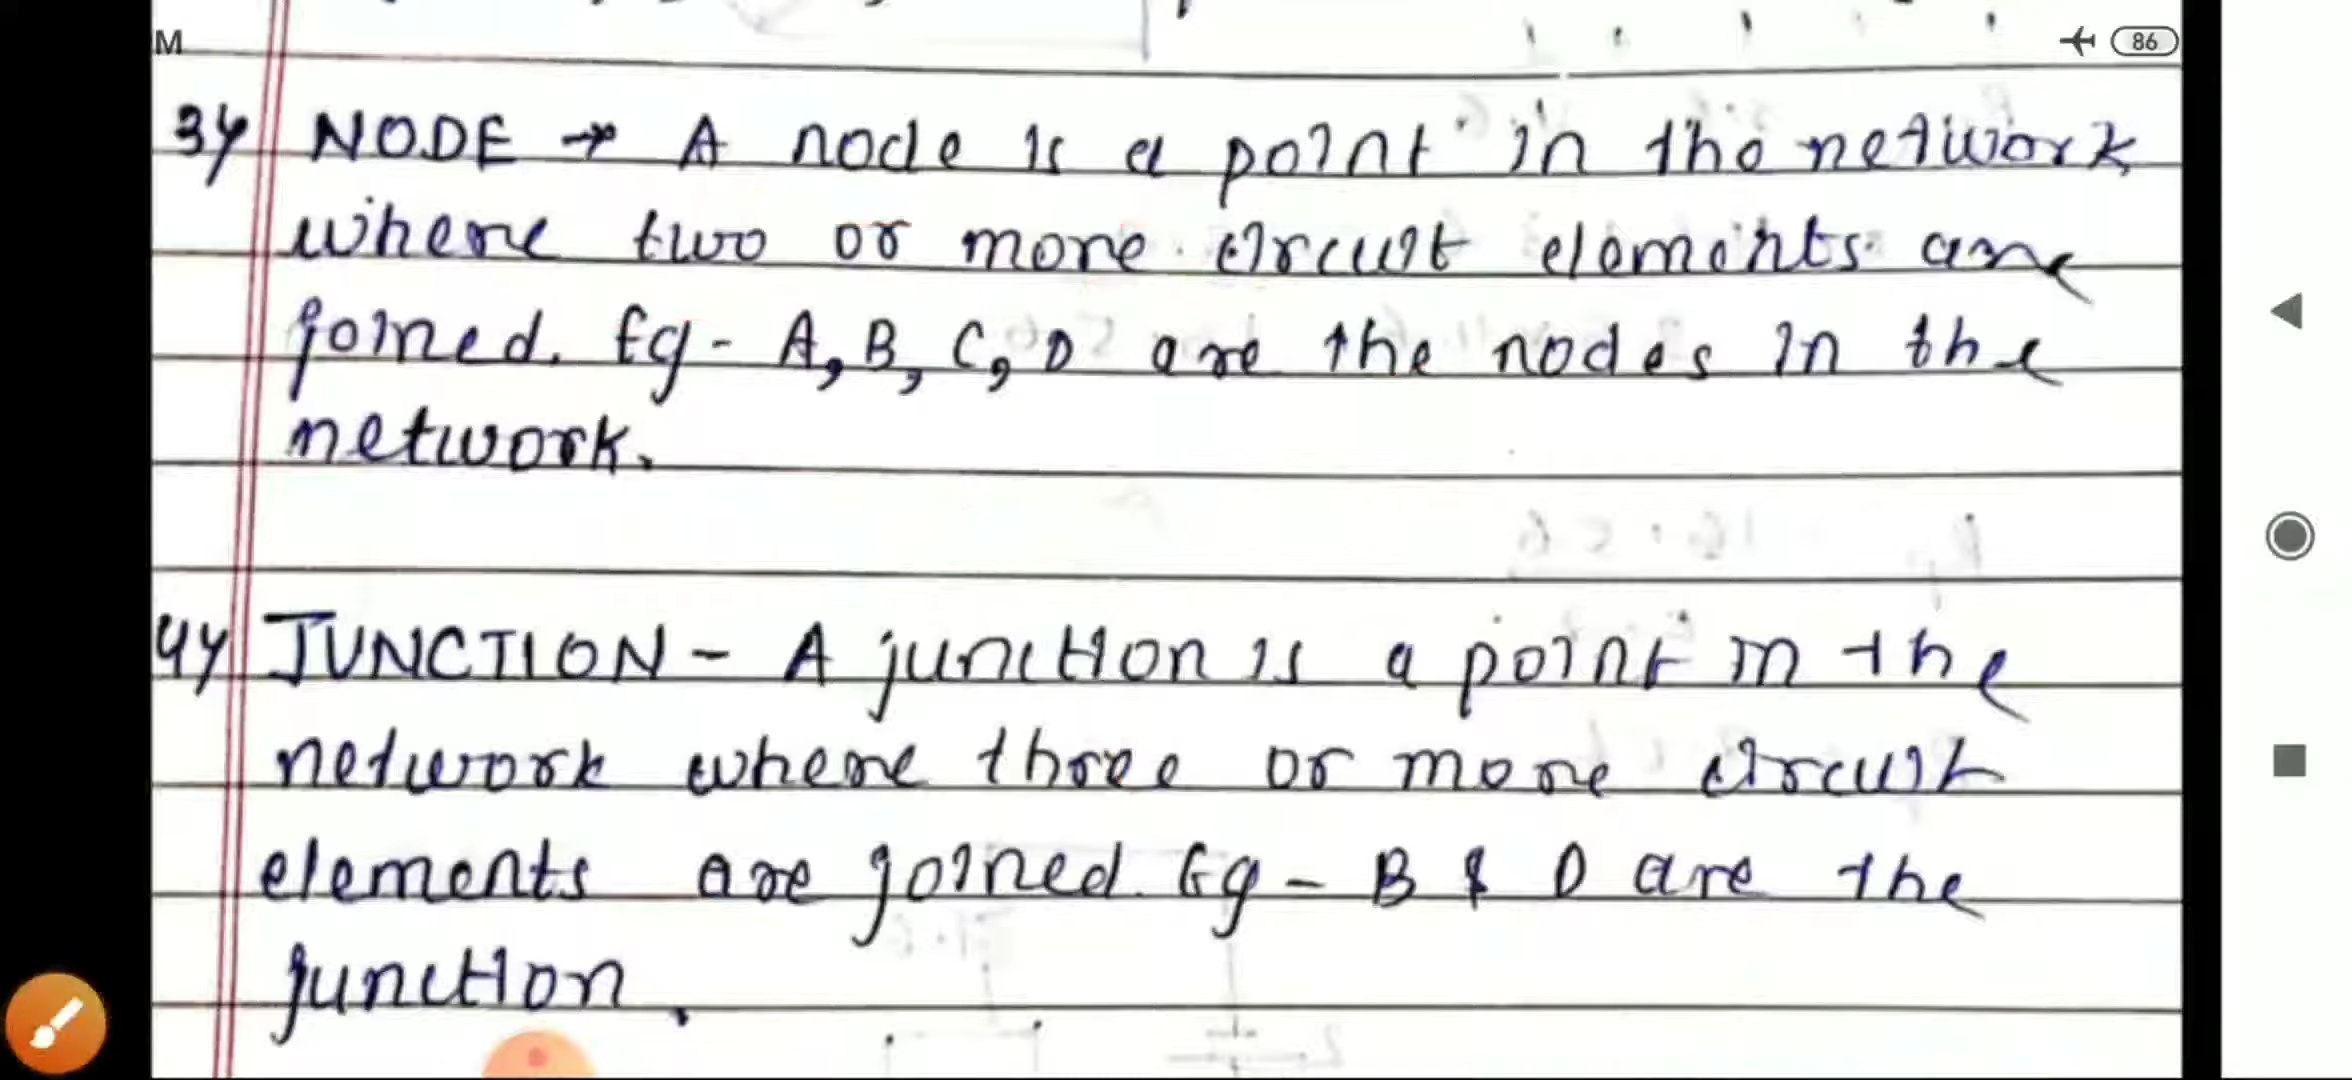 M
86
3) NODE → A node is a point in the network
where two or more circuit elements are
joined. Eg - A, B, C, D are the nodes in the
network.
4) JUNCTION - A junction is a point in the
network where three or more circuit
elements are joined. Eg - B & D are the
junction.